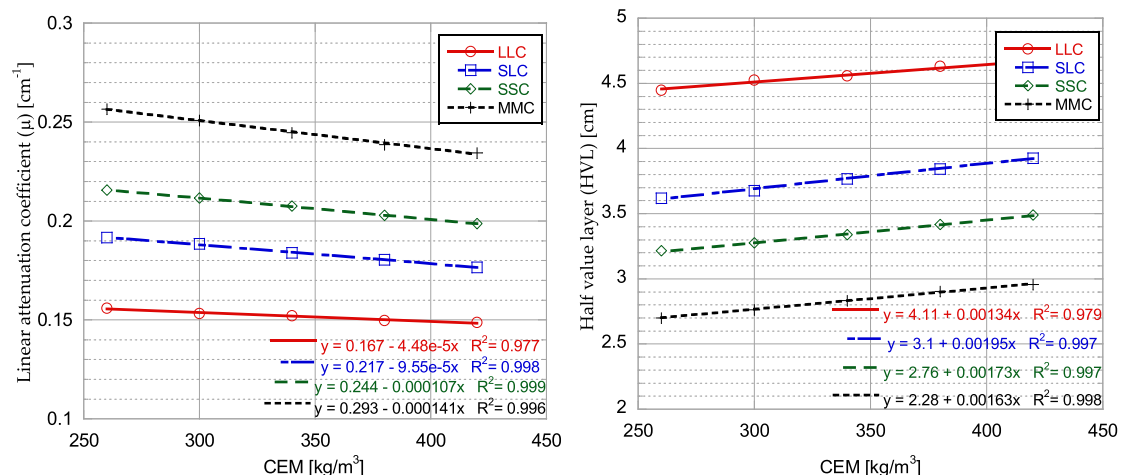 0.3
0.25
0.2
0.15
0.1
Linear attenuation coefficient (μ) [cm⁻¹]
LLC
SLC
SSC
MMC
y = 0.167 - 4.48e-5x R²= 0.977
y = 0.217 - 9.55e-5x R²= 0.998
y = 0.244 - 0.000107x R²= 0.999
y = 0.293 - 0.000141x R²= 0.996
250 300 350 400 450
CEM [kg/m³]
5
4.5
4
3.5
3
2.5
2
Half value layer (HVL) [cm]
LLC
SLC
SSC
MMC
y = 4.11 + 0.00134x R²= 0.979
y = 3.1 + 0.00195x R²= 0.997
y = 2.76 + 0.00173x R²= 0.997
y = 2.28 + 0.00163x R²= 0.998
250 300 350 400 450
CEM [kg/m³]